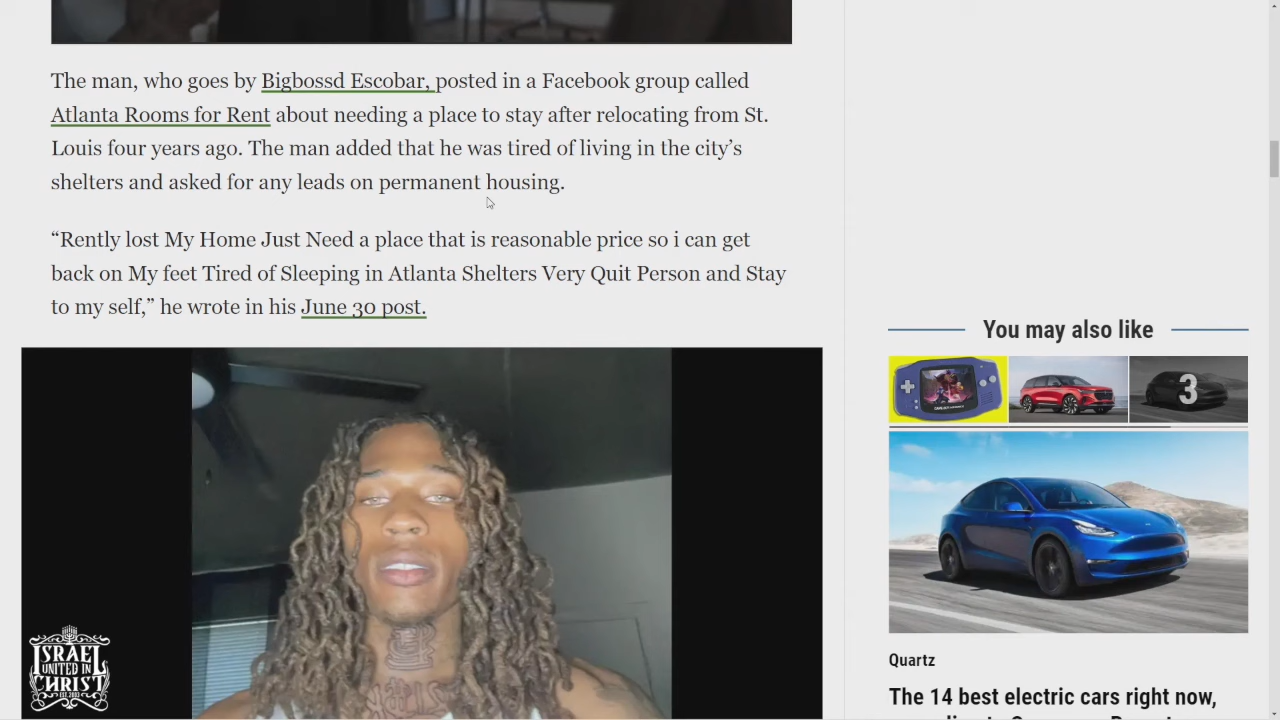 The man, who goes by Bigbossd Escobar, posted in a Facebook group called
Atlanta Rooms for Rent about needing a place to stay after relocating from St.
Louis four years ago. The man added that he was tired of living in the city’s
shelters and asked for any leads on permanent housing.
“Rently lost My Home Just Need a place that is reasonable price so i can get
back on My feet Tired of Sleeping in Atlanta Shelters Very Quit Person and Stay
to my self,” he wrote in his June 30 post.
You may also like
3
Quartz
The 14 best electric cars right now,
ISRAEL
UNITED IN
CHRIST
EST. 2003